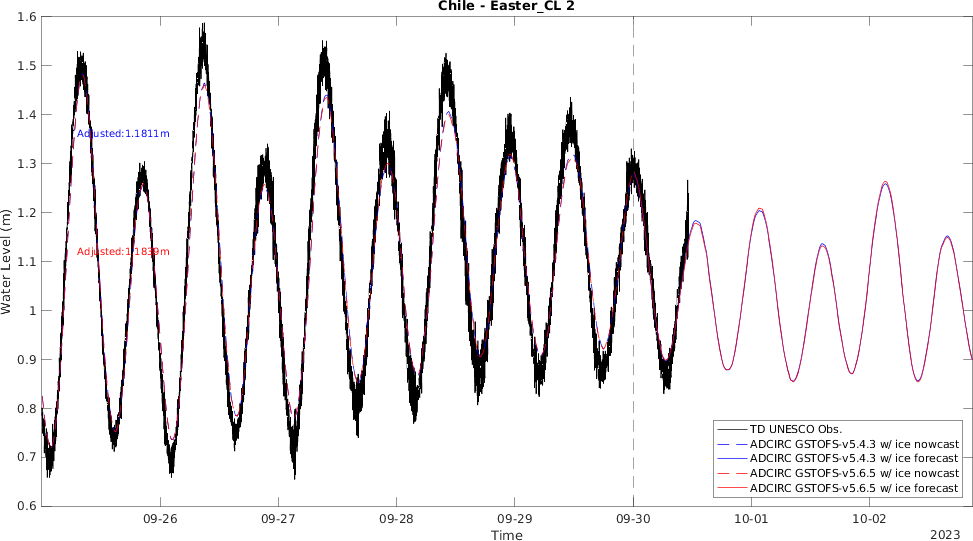 Chile - Easter_CL 2
1.6
1.5
1.4
1.3
1.2
1.1
1
0.9
0.8
0.7
0.6
Water Level (m)
Adjusted:1.1811m
Adjusted:1.1839m
TD UNESCO Obs.
ADCIRC GSTOFS-v5.4.3 w/ ice nowcast
ADCIRC GSTOFS-v5.4.3 w/ ice forecast
ADCIRC GSTOFS-v5.6.5 w/ ice nowcast
ADCIRC GSTOFS-v5.6.5 w/ ice forecast
09-26 09-27 09-28 09-29 09-30 10-01 10-02
Time
2023